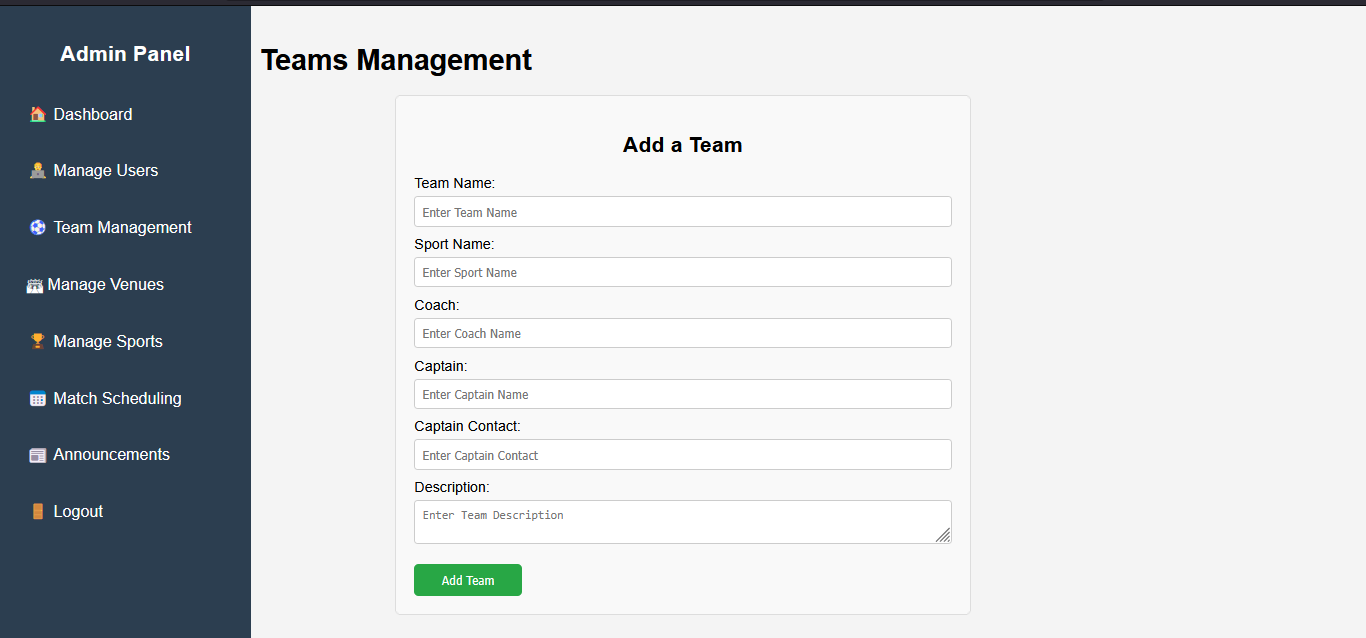 Admin Panel
Dashboard
Manage Users
Team Management
Manage Venues
Manage Sports
Match Scheduling
Announcements
Logout
Teams Management
Add a Team
Team Name:
Enter Team Name
Sport Name:
Enter Sport Name
Coach:
Enter Coach Name
Captain:
Enter Captain Name
Captain Contact:
Enter Captain Contact
Description:
Enter Team Description
Add Team